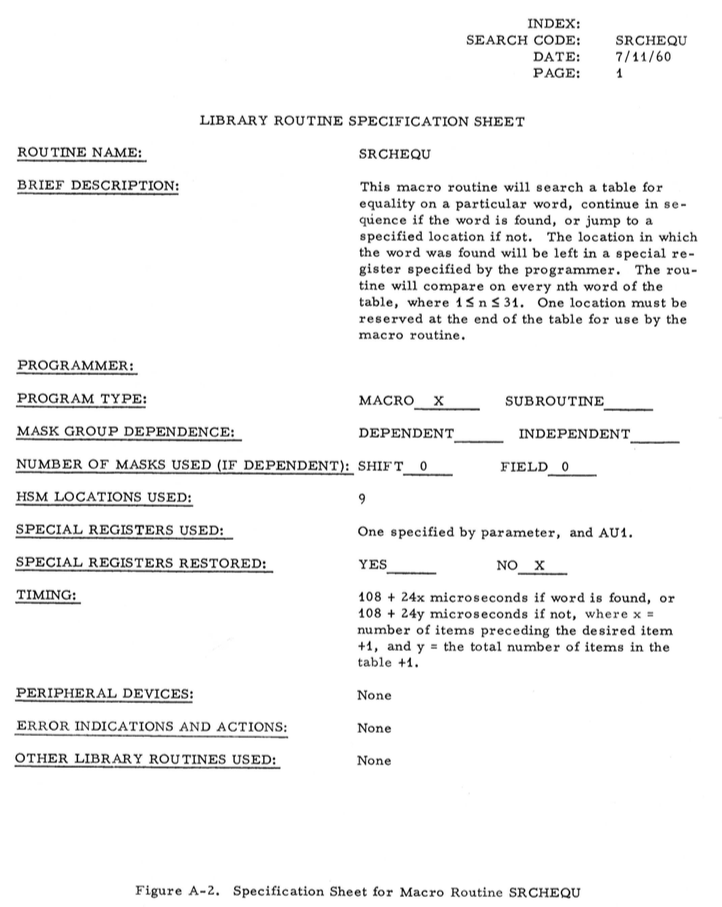 INDEX:
SEARCH CODE: SRCHEQU
DATE: 7/11/60
PAGE: 1
LIBRARY ROUTINE SPECIFICATION SHEET
ROUTINE NAME: SRCHEQU
BRIEF DESCRIPTION: This macro routine will search a table for
equality on a particular word, continue in se-
quence if the word is found, or jump to a
specified location if not. The location in which
the word was found will be left in a special re-
gister specified by the programmer. The rou-
tine will compare on every nth word of the
table, where 1 ≤ n ≤ 31. One location must be
reserved at the end of the table for use by the
macro routine.
PROGRAMMER:
PROGRAM TYPE: MACRO X SUBROUTINE
MASK GROUP DEPENDENCE: DEPENDENT INDEPENDENT
NUMBER OF MASKS USED (IF DEPENDENT): SHIFT 0 FIELD 0
HSM LOCATIONS USED: 9
SPECIAL REGISTERS USED: One specified by parameter, and AU1.
SPECIAL REGISTERS RESTORED: YES NO X
TIMING: 108 + 24x microseconds if word is found, or
108 + 24y microseconds if not, where x =
number of items preceding the desired item
+1, and y = the total number of items in the
table +1.
PERIPHERAL DEVICES: None
ERROR INDICATIONS AND ACTIONS: None
OTHER LIBRARY ROUTINES USED: None
Figure A-2. Specification Sheet for Macro Routine SRCHEQU